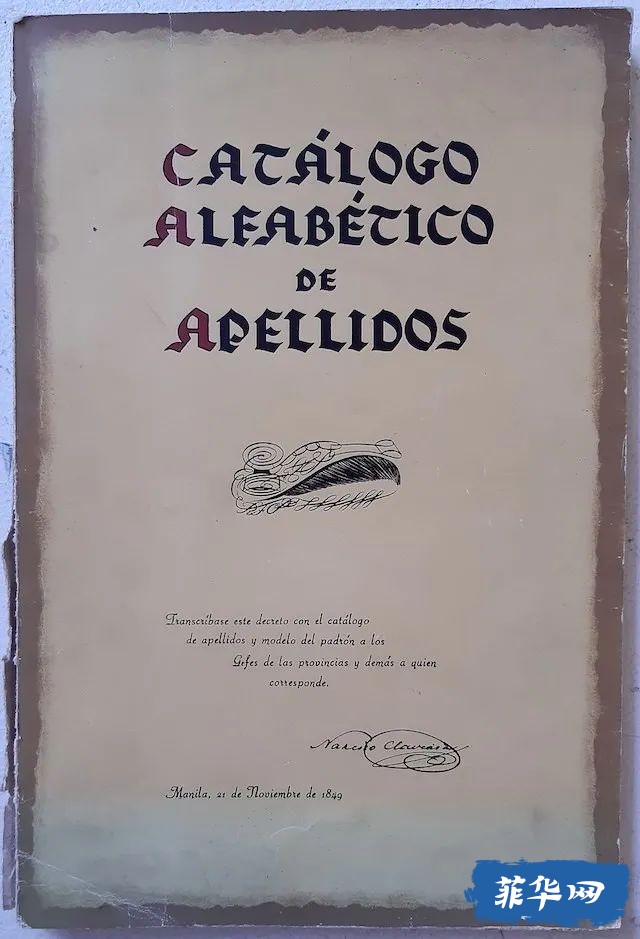 CATÁLOGO
ALFABÉTICO
DE
APELLIDOS
Transcríbase este decreto con el catálogo
de apellidos y modelo del padrón a los
Gefes de las provincias y demás a quien
corresponde.
Narciso Claveria
Manila, 21 de Noviembre de 1849
菲华网